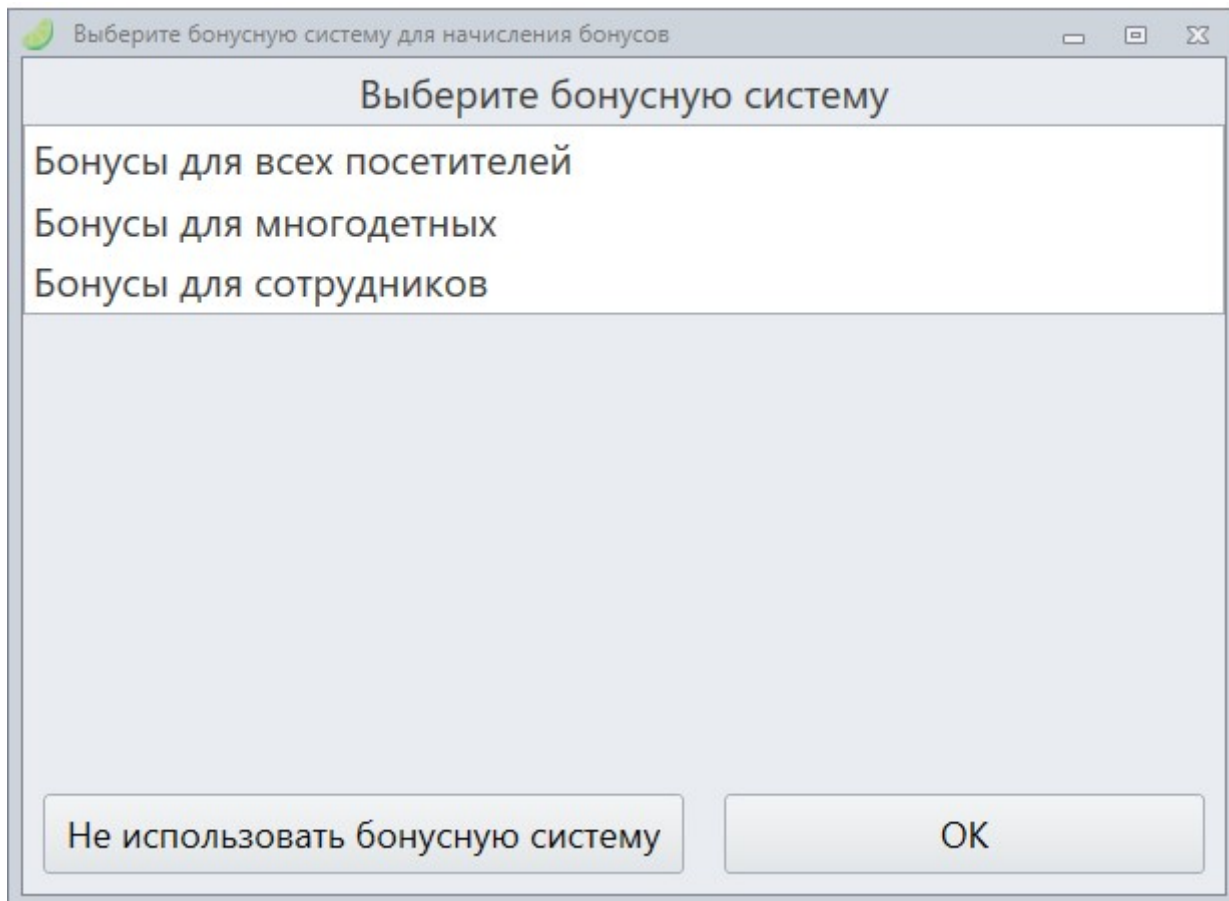 Выберите бонусную систему для начисления бонусов
Выберите бонусную систему
Бонусы для всех посетителей
Бонусы для многодетных
Бонусы для сотрудников
Не использовать бонусную систему
ОК